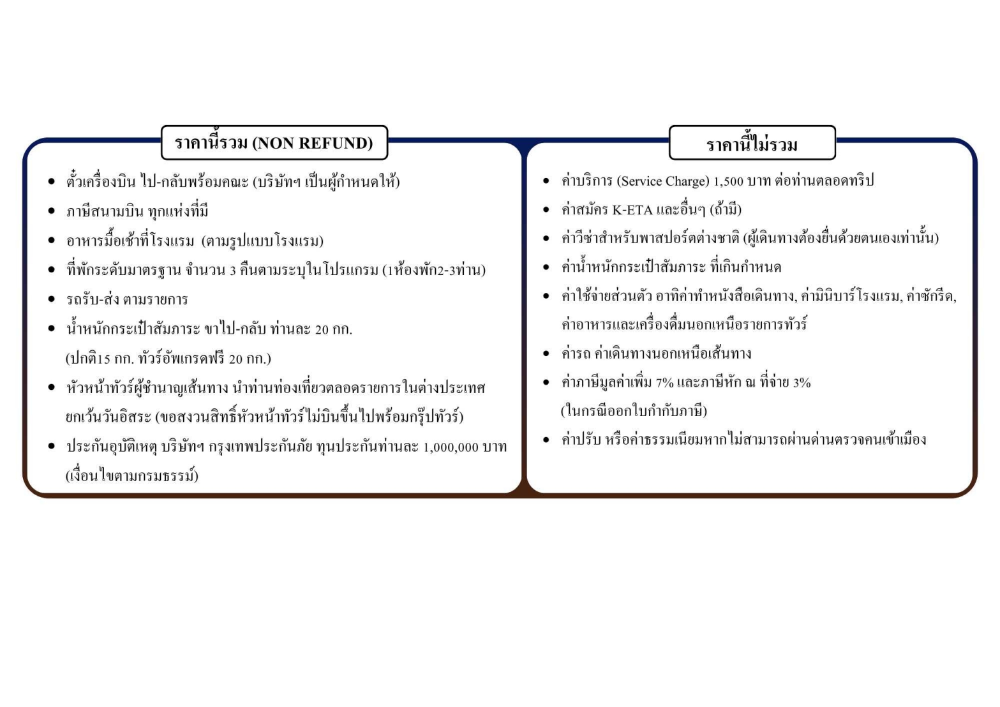 ราคานี้รวม (NON REFUND)
• ตั๋วเครื่องบิน ไป-กลับพร้อมคณะ (บริษัทฯ เป็นผู้กำหนดให้)
• ภาษีสนามบิน ทุกแห่งที่มี
• อาหารมื้อเช้าที่โรงแรม (ตามรูปแบบโรงแรม)
• ที่พักระดับมาตรฐาน จำนวน 3 คืนตามระบุในโปรแกรม (1ห้องพัก2-3ท่าน)
• รถรับ-ส่ง ตามรายการ
• น้ำหนักกระเป๋าสัมภาระ ขาไป-กลับ ท่านละ 20 กก.
(ปกติ15 กก. ทัวร์อัพเกรดฟรี 20 กก.)
• หัวหน้าทัวร์ผู้ชำนาญเส้นทาง นำท่านท่องเที่ยวตลอดรายการในต่างประเทศ
ยกเว้นวันอิสระ (ขอสงวนสิทธิ์หัวหน้าทัวร์ไม่บินขึ้นไปพร้อมกรุ๊ปทัวร์)
• ประกันอุบัติเหตุ บริษัทฯ กรุงเทพประกันภัย ทุนประกันท่านละ 1,000,000 บาท
(เงื่อนไขตามกรมธรรม์)
ราคานี้ไม่รวม
• ค่าบริการ (Service Charge) 1,500 บาท ต่อท่านตลอดทริป
• ค่าสมัคร K-ETA และอื่นๆ (ถ้ามี)
• ค่าวีซ่าสำหรับพาสปอร์ตต่างชาติ (ผู้เดินทางต้องยื่นด้วยตนเองเท่านั้น)
• ค่าน้ำหนักกระเป๋าสัมภาระ ที่เกินกำหนด
• ค่าใช้จ่ายส่วนตัว อาทิค่าทำหนังสือเดินทาง, ค่ามินิบาร์โรงแรม, ค่าซักรีด,
ค่าอาหารและเครื่องดื่มนอกเหนือรายการทัวร์
• ค่ารถ ค่าเดินทางนอกเหนือเส้นทาง
• ค่าภาษีมูลค่าเพิ่ม 7% และภาษีหัก ณ ที่จ่าย 3%
(ในกรณีออกใบกำกับภาษี)
• ค่าปรับ หรือค่าธรรมเนียมหากไม่สามารถผ่านด่านตรวจคนเข้าเมือง